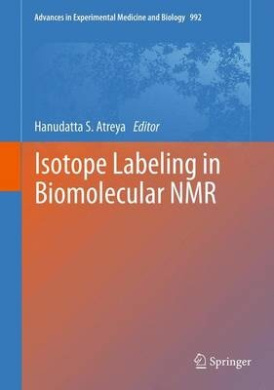 Advances in Experimental Medicine and Biology 992
Hanudatta S. Atreya Editor
Isotope Labeling in
Biomolecular NMR
Springer